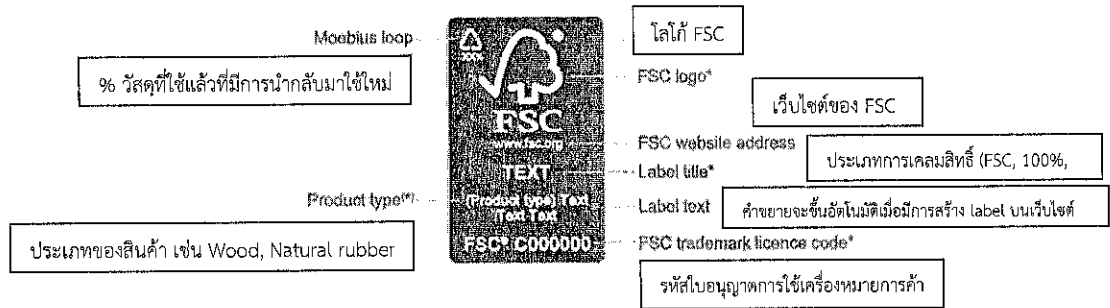 Moebius loop
% วัสดุที่ใช้แล้วที่มีการนำกลับมาใช้ใหม่
Product type(*)
ประเภทของสินค้า เช่น Wood, Natural rubber
FSC
www.fsc.org
TEXT
(Product type) Text
Text Text
FSC® C000000
โลโก้ FSC
FSC logo*
เว็บไซต์ของ FSC
FSC website address
ประเภทการเคลมสิทธิ์ (FSC, 100%,
Label title*
Label text
คำขยายจะขึ้นอัตโนมัติเมื่อมีการสร้าง label บนเว็บไซต์
FSC trademark licence code*
รหัสใบอนุญาตการใช้เครื่องหมายการค้า